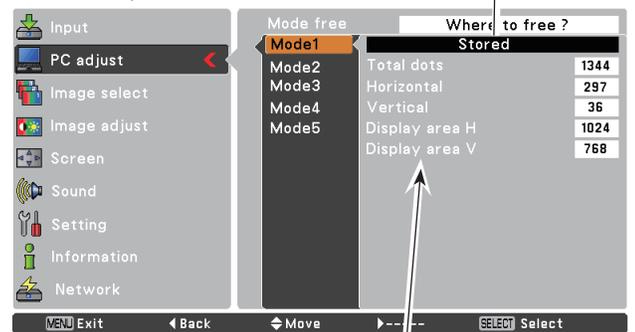 Input
PC adjust
Image select
Image adjust
Screen
Sound
Setting
Information
Network
Mode free Where to free ?
Mode1 Stored
Mode2 Total dots 1344
Mode3 Horizontal 297
Mode4 Vertical 36
Mode5 Display area H 1024
Display area V 768
MENU Exit Back Move ----- SELECT Select